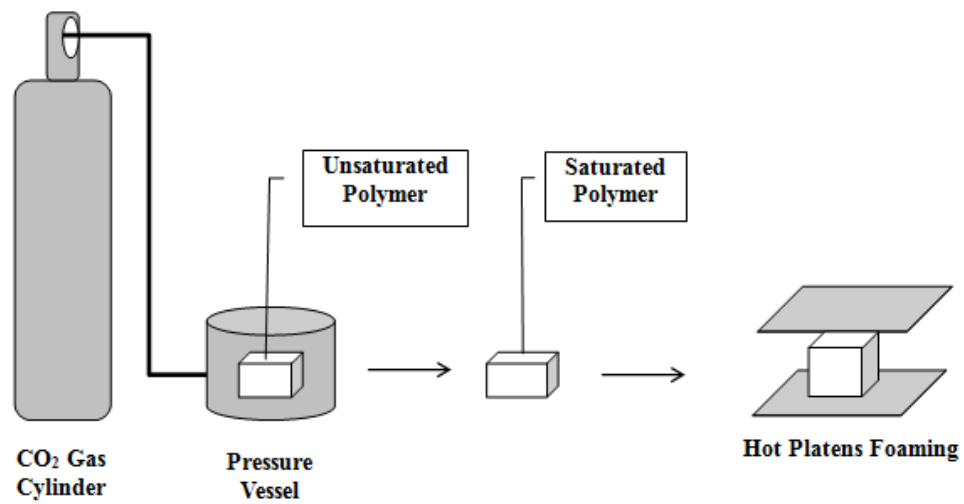 Unsaturated
Polymer
Saturated
Polymer
CO₂ Gas
Cylinder
Pressure
Vessel
Hot Platens Foaming